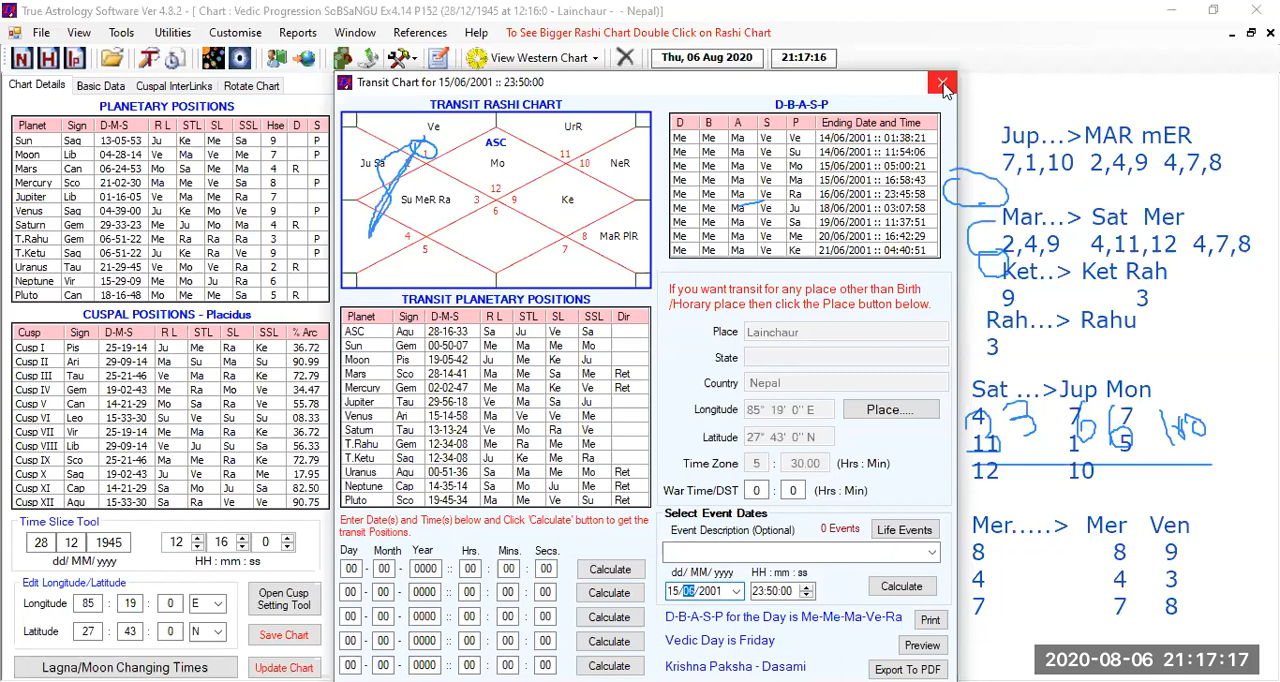 True Astrology Software Ver 4.8.2 - [ Chart : Vedic Progression SoBSaNGU Ex4.14 P152 (28/12/1945 at 12:16:0 - Lainchaur - - Nepal)]
File View Tools Utilities Customise Reports Window References Help To See Bigger Rashi Chart Double Click on Rashi Chart
N H View Western Chart Thu, 06 Aug 2020 21:17:16
Chart Details Basic Data Cuspal InterLinks Rotate Chart
PLANETARY POSITIONS
Planet Sign D-M-S R L STL SL SSL Hse D S
Sun Sag 13-05-53 Ju Ke Me Sa 9 P
Moon Lib 04-28-14 Ve Ma Ve Me 7 P
Mars Can 06-24-53 Mo Sa Me Ma 4 R
Mercury Sco 21-02-30 Ma Me Ve Sa 8 P
Jupiter Lib 01-16-05 Ve Ma Me Ma 7
Venus Sag 04-39-00 Ju Ke Mo Ve 9 P
Saturn Gem 29-33-23 Me Ju Mo Ma 4 R
T.Rahu Gem 06-51-22 Me Ra Ra Ra 3 P
T.Ketu Sag 06-51-22 Ju Ke Ra Ra 9 P
Uranus Tau 21-29-45 Ve Mo Ve Ra 2 R
Neptune Vir 15-29-09 Me Mo Ju Ra 6
Pluto Can 18-16-48 Mo Me Me Sa 5 R
CUSPAL POSITIONS - Placidus
Cusp Sign D-M-S R L STL SL SSL % Arc
Cusp I Pis 25-19-14 Ju Me Ra Ke 36.72
Cusp II Ari 29-09-14 Ma Su Ma Su 90.99
Cusp III Tau 25-21-46 Ve Ma Ra Ma 72.79
Cusp IV Gem 19-02-43 Me Ra Mo Ve 34.47
Cusp V Can 14-21-29 Mo Sa Ra Ra 55.78
Cusp VI Leo 15-33-30 Su Ve Su Su 08.33
Cusp VII Vir 25-19-14 Me Ma Ra Ke 36.72
Cusp VIII Lib 29-09-14 Ve Ju Su Sa 56.33
Cusp IX Sco 25-21-46 Ma Me Ra Me 72.79
Cusp X Sag 19-02-43 Ju Ve Ra Me 17.95
Cusp XI Cap 14-21-29 Sa Mo Ju Ju 82.50
Cusp XII Aqu 15-33-30 Sa Ra Ve Ve 90.75
Time Slice Tool
28 12 1945 12 16 0
dd/ MM/ yyyy HH : mm : ss
Edit Longitude/Latitude
Longitude 85 : 19 : 0 E
Latitude 27 : 43 : 0 N
Open Cusp Setting Tool
Save Chart
Lagna/Moon Changing Times Update Chart
Transit Chart for 15/06/2001 :: 23:50:00
TRANSIT RASHI CHART
Ve UrR
ASC
Ju Sa 1 Mo 11 10 NeR
12
Su MeR Ra 3 9 Ke
6
4 5 7 8 MaR PlR
TRANSIT PLANETARY POSITIONS
Planet Sign D-M-S R L STL SL SSL Dir
ASC Aqu 28-16-33 Sa Ju Ve Sa
Sun Gem 00-50-07 Me Ma Me Me
Moon Pis 19-05-42 Ju Me Ke Ju
Mars Sco 28-14-41 Ma Me Sa Me Ret
Mercury Gem 02-02-47 Me Ma Ke Ve Ret
Jupiter Tau 29-56-18 Ve Ma Sa Ju
Venus Ari 15-14-58 Ma Ve Ve Me
Saturn Tau 13-13-24 Ve Mo Ra Ke
T.Rahu Gem 12-34-08 Me Ra Sa Me
T.Ketu Sag 12-34-08 Ju Ke Me Ke
Uranus Aqu 00-51-36 Sa Ma Me Ra Ret
Neptune Cap 14-35-14 Sa Mo Ju Me Ret
Pluto Sco 19-45-34 Ma Me Ve Su Ret
Enter Date(s) and Time(s) below and Click 'Calculate' button to get the
transit Positions.
Day Month Year Hrs. Mins. Secs.
00 - 00 - 0000 :: 00 : 00 : 00 Calculate
00 - 00 - 0000 :: 00 : 00 : 00 Calculate
00 - 00 - 0000 :: 00 : 00 : 00 Calculate
00 - 00 - 0000 :: 00 : 00 : 00 Calculate
00 - 00 - 0000 :: 00 : 00 : 00 Calculate
D-B-A-S-P
D B A S P Ending Date and Time
Me Me Ma Ve Ve 14/06/2001 :: 01:38:21
Me Me Ma Ve Su 14/06/2001 :: 11:54:06
Me Me Ma Ve Mo 15/06/2001 :: 05:00:21
Me Me Ma Ve Ma 15/06/2001 :: 16:58:43
Me Me Ma Ve Ra 16/06/2001 :: 23:45:58
Me Me Ma Ve Ju 18/06/2001 :: 03:07:58
Me Me Ma Ve Sa 19/06/2001 :: 11:37:51
Me Me Ma Ve Me 20/06/2001 :: 16:42:29
Me Me Ma Ve Ke 21/06/2001 :: 04:40:51
If you want transit for any place other than Birth
/Horary place then click the Place button below.
Place Lainchaur
State
Country Nepal
Longitude 85° 19' 0'' E Place.....
Latitude 27° 43' 0'' N
Time Zone 5 : 30.00 (Hrs : Min)
War Time/DST 0 : 0 (Hrs : Min)
Select Event Dates
Event Description (Optional) 0 Events Life Events
dd/ MM/ yyyy HH : mm : ss
15/06/2001 23:50:00 Calculate
D-B-A-S-P for the Day is Me-Me-Ma-Ve-Ra Print
Vedic Day is Friday Preview
Krishna Paksha - Dasami Export To PDF
Jup...>MAR mER
7,1,10 2,4,9 4,7,8
Mar...> Sat Mer
2,4,9 4,11,12 4,7,8
Ket..> Ket Rah
9 3
Rah...> Rahu
3
Sat ...>Jup Mon
4 3 7 7
11 1 5
12 10
Mer.....> Mer Ven
8 8 9
4 4 3
7 7 8
2020-08-06 21:17:17